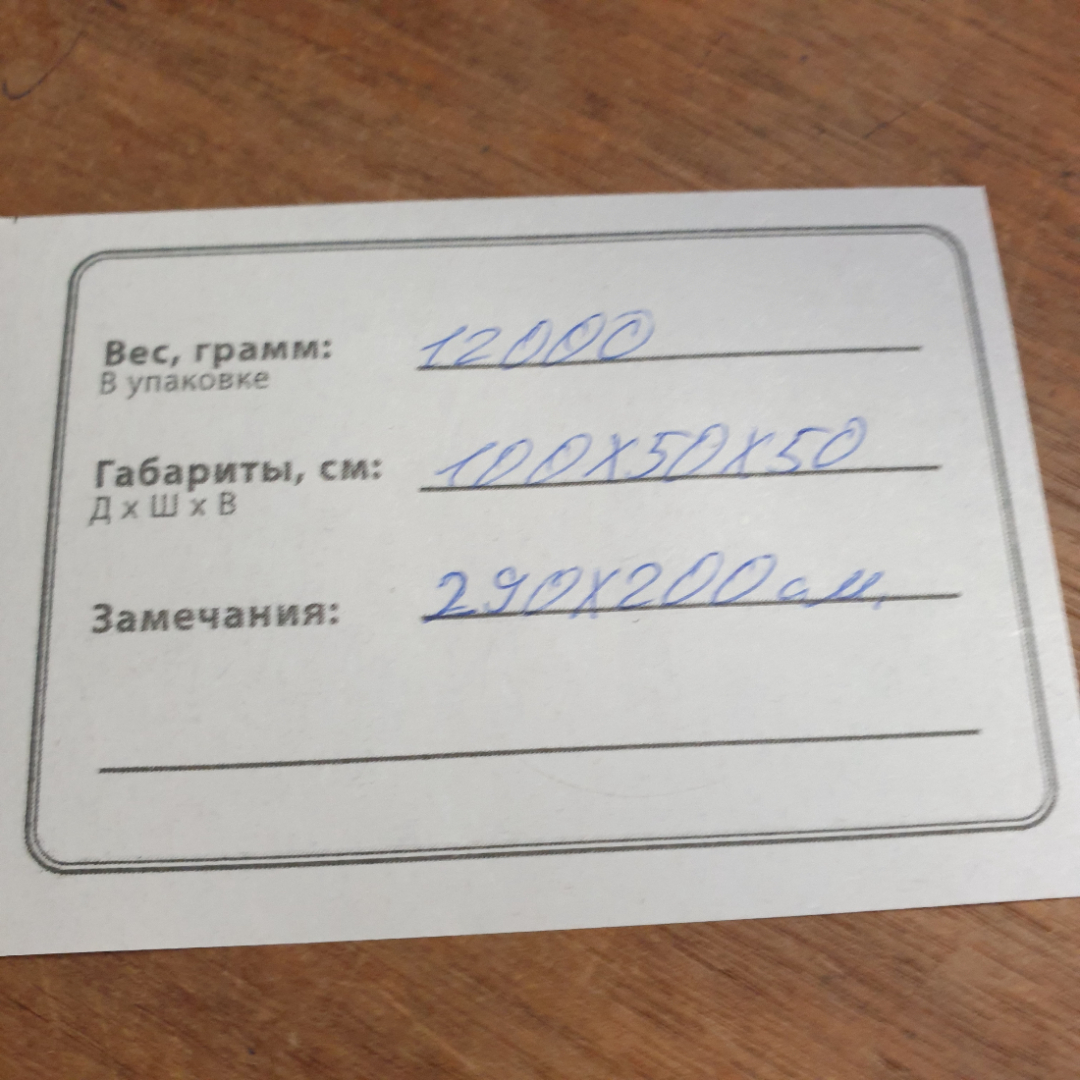 Вес, грамм: 12000
В упаковке
Габариты, см: 100х50х50
Д х Ш х В
Замечания: 290х200см.